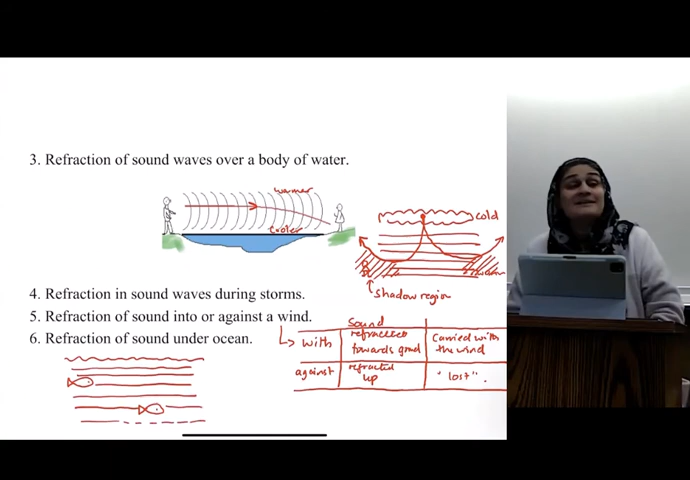 3. Refraction of sound waves over a body of water.
warmer
cooler
cold
warm
Shadow region
4. Refraction in sound waves during storms.
5. Refraction of sound into or against a wind.
6. Refraction of sound under ocean.
Sound
with
refracted
towards gond
Carried with
the wind
against
refracted
up
"lost".